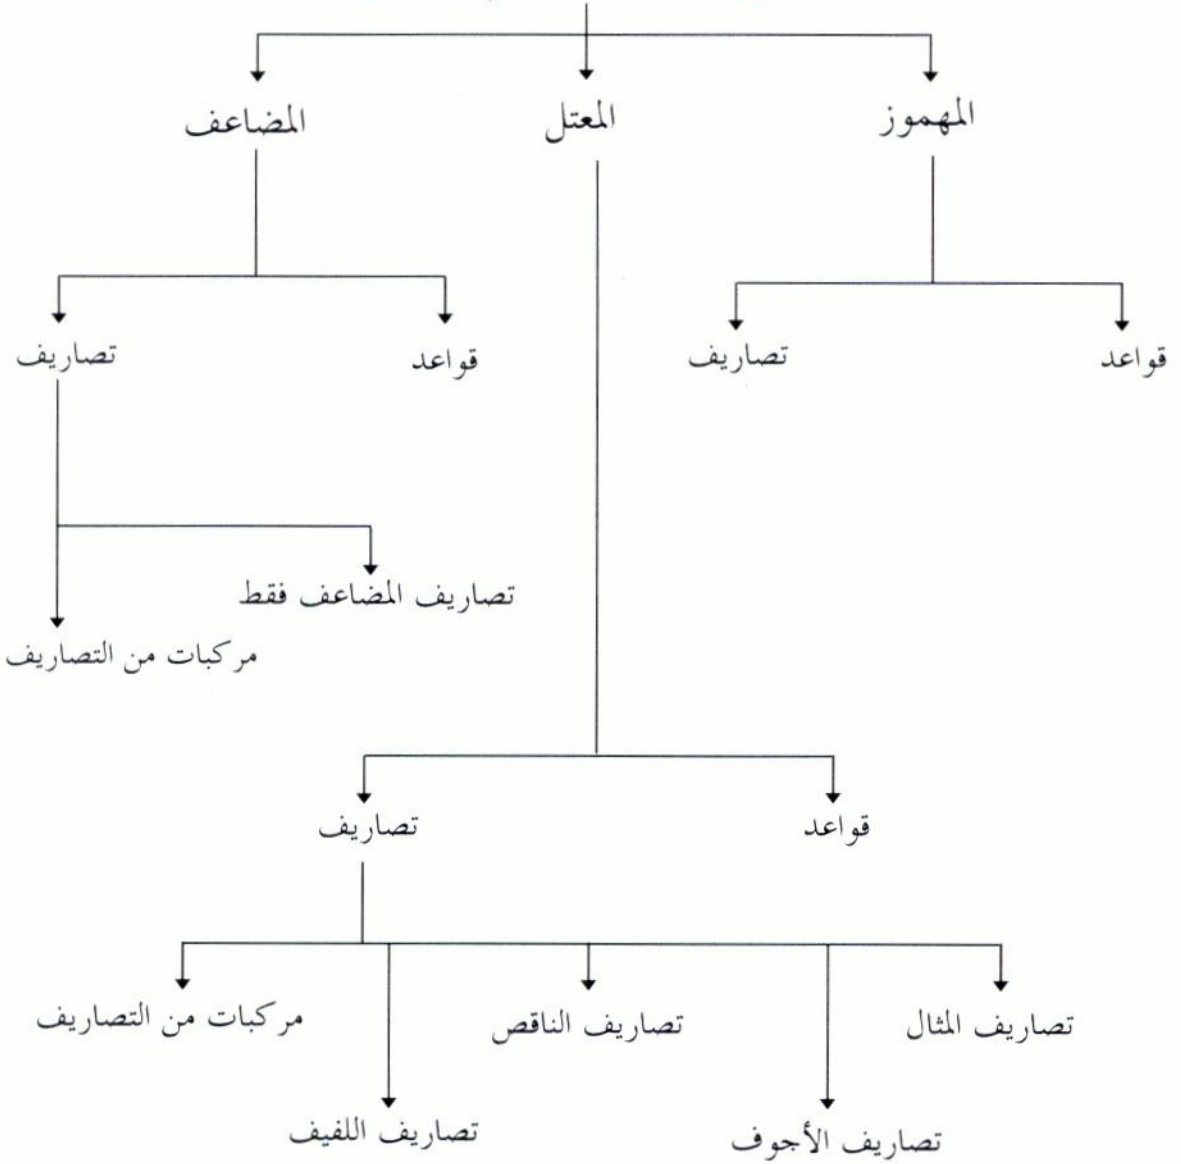 المهموز
المعتل
المضاعف
قواعد
تصاريف
قواعد
تصاريف
تصاريف المضاعف فقط
مركبات من التصاريف
قواعد
تصاريف
تصاريف المثال
تصاريف الأجوف
تصاريف الناقص
تصاريف اللفيف
مركبات من التصاريف